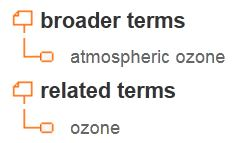 broader terms
atmospheric ozone
related terms
ozone